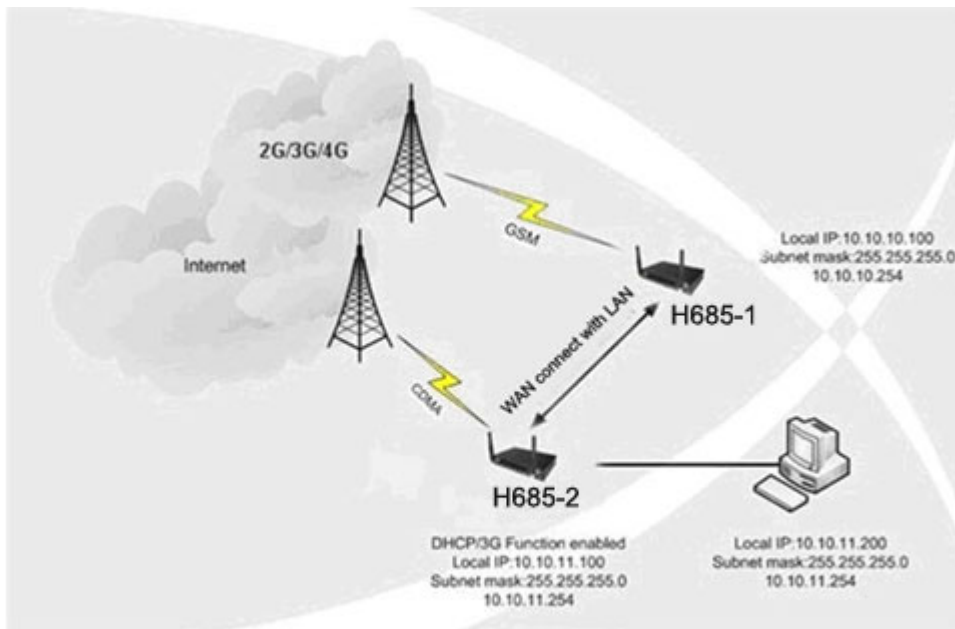 2G/3G/4G
Internet
GSM
Local IP:10.10.10.100
Subnet mask:255.255.255.0
10.10.10.254
H685-1
WAN connect with LAN
CDMA
H685-2
DHCP/3G Function enabled
Local IP:10.10.11.100
Subnet mask:255.255.255.0
10.10.11.254
Local IP:10.10.11.200
Subnet mask:255.255.255.0
10.10.11.254